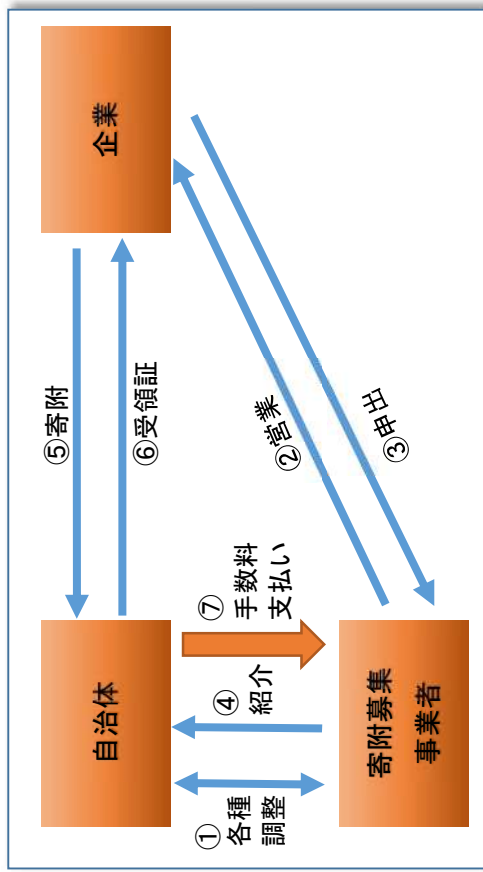 自治体
企業
寄附募集
事業者
①
各種
調整
②営業
③申出
④
紹介
⑤寄附
⑥受領証
⑦
手数料
支払い